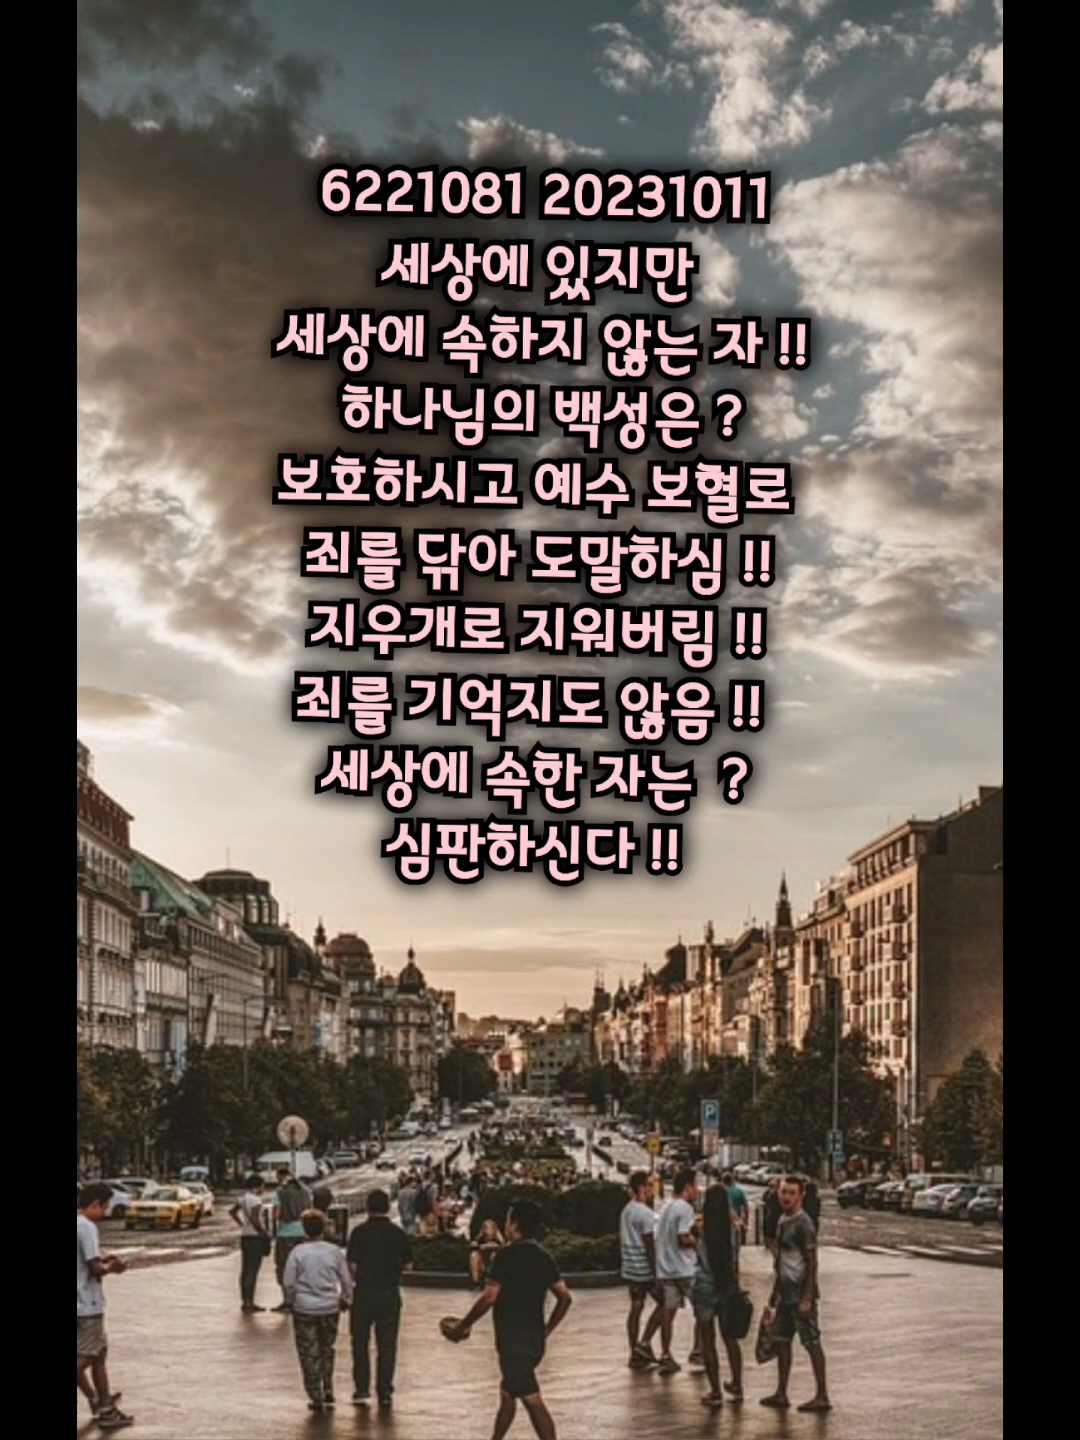 6221081 20231011
세상에 있지만
세상에 속하지 않는 자 !!
하나님의 백성은 ?
보호하시고 예수 보혈로
죄를 닦아 도말하심 !!
지우개로 지워버림 !!
죄를 기억지도 않음 !!
세상에 속한 자는 ?
심판하신다 !!
P